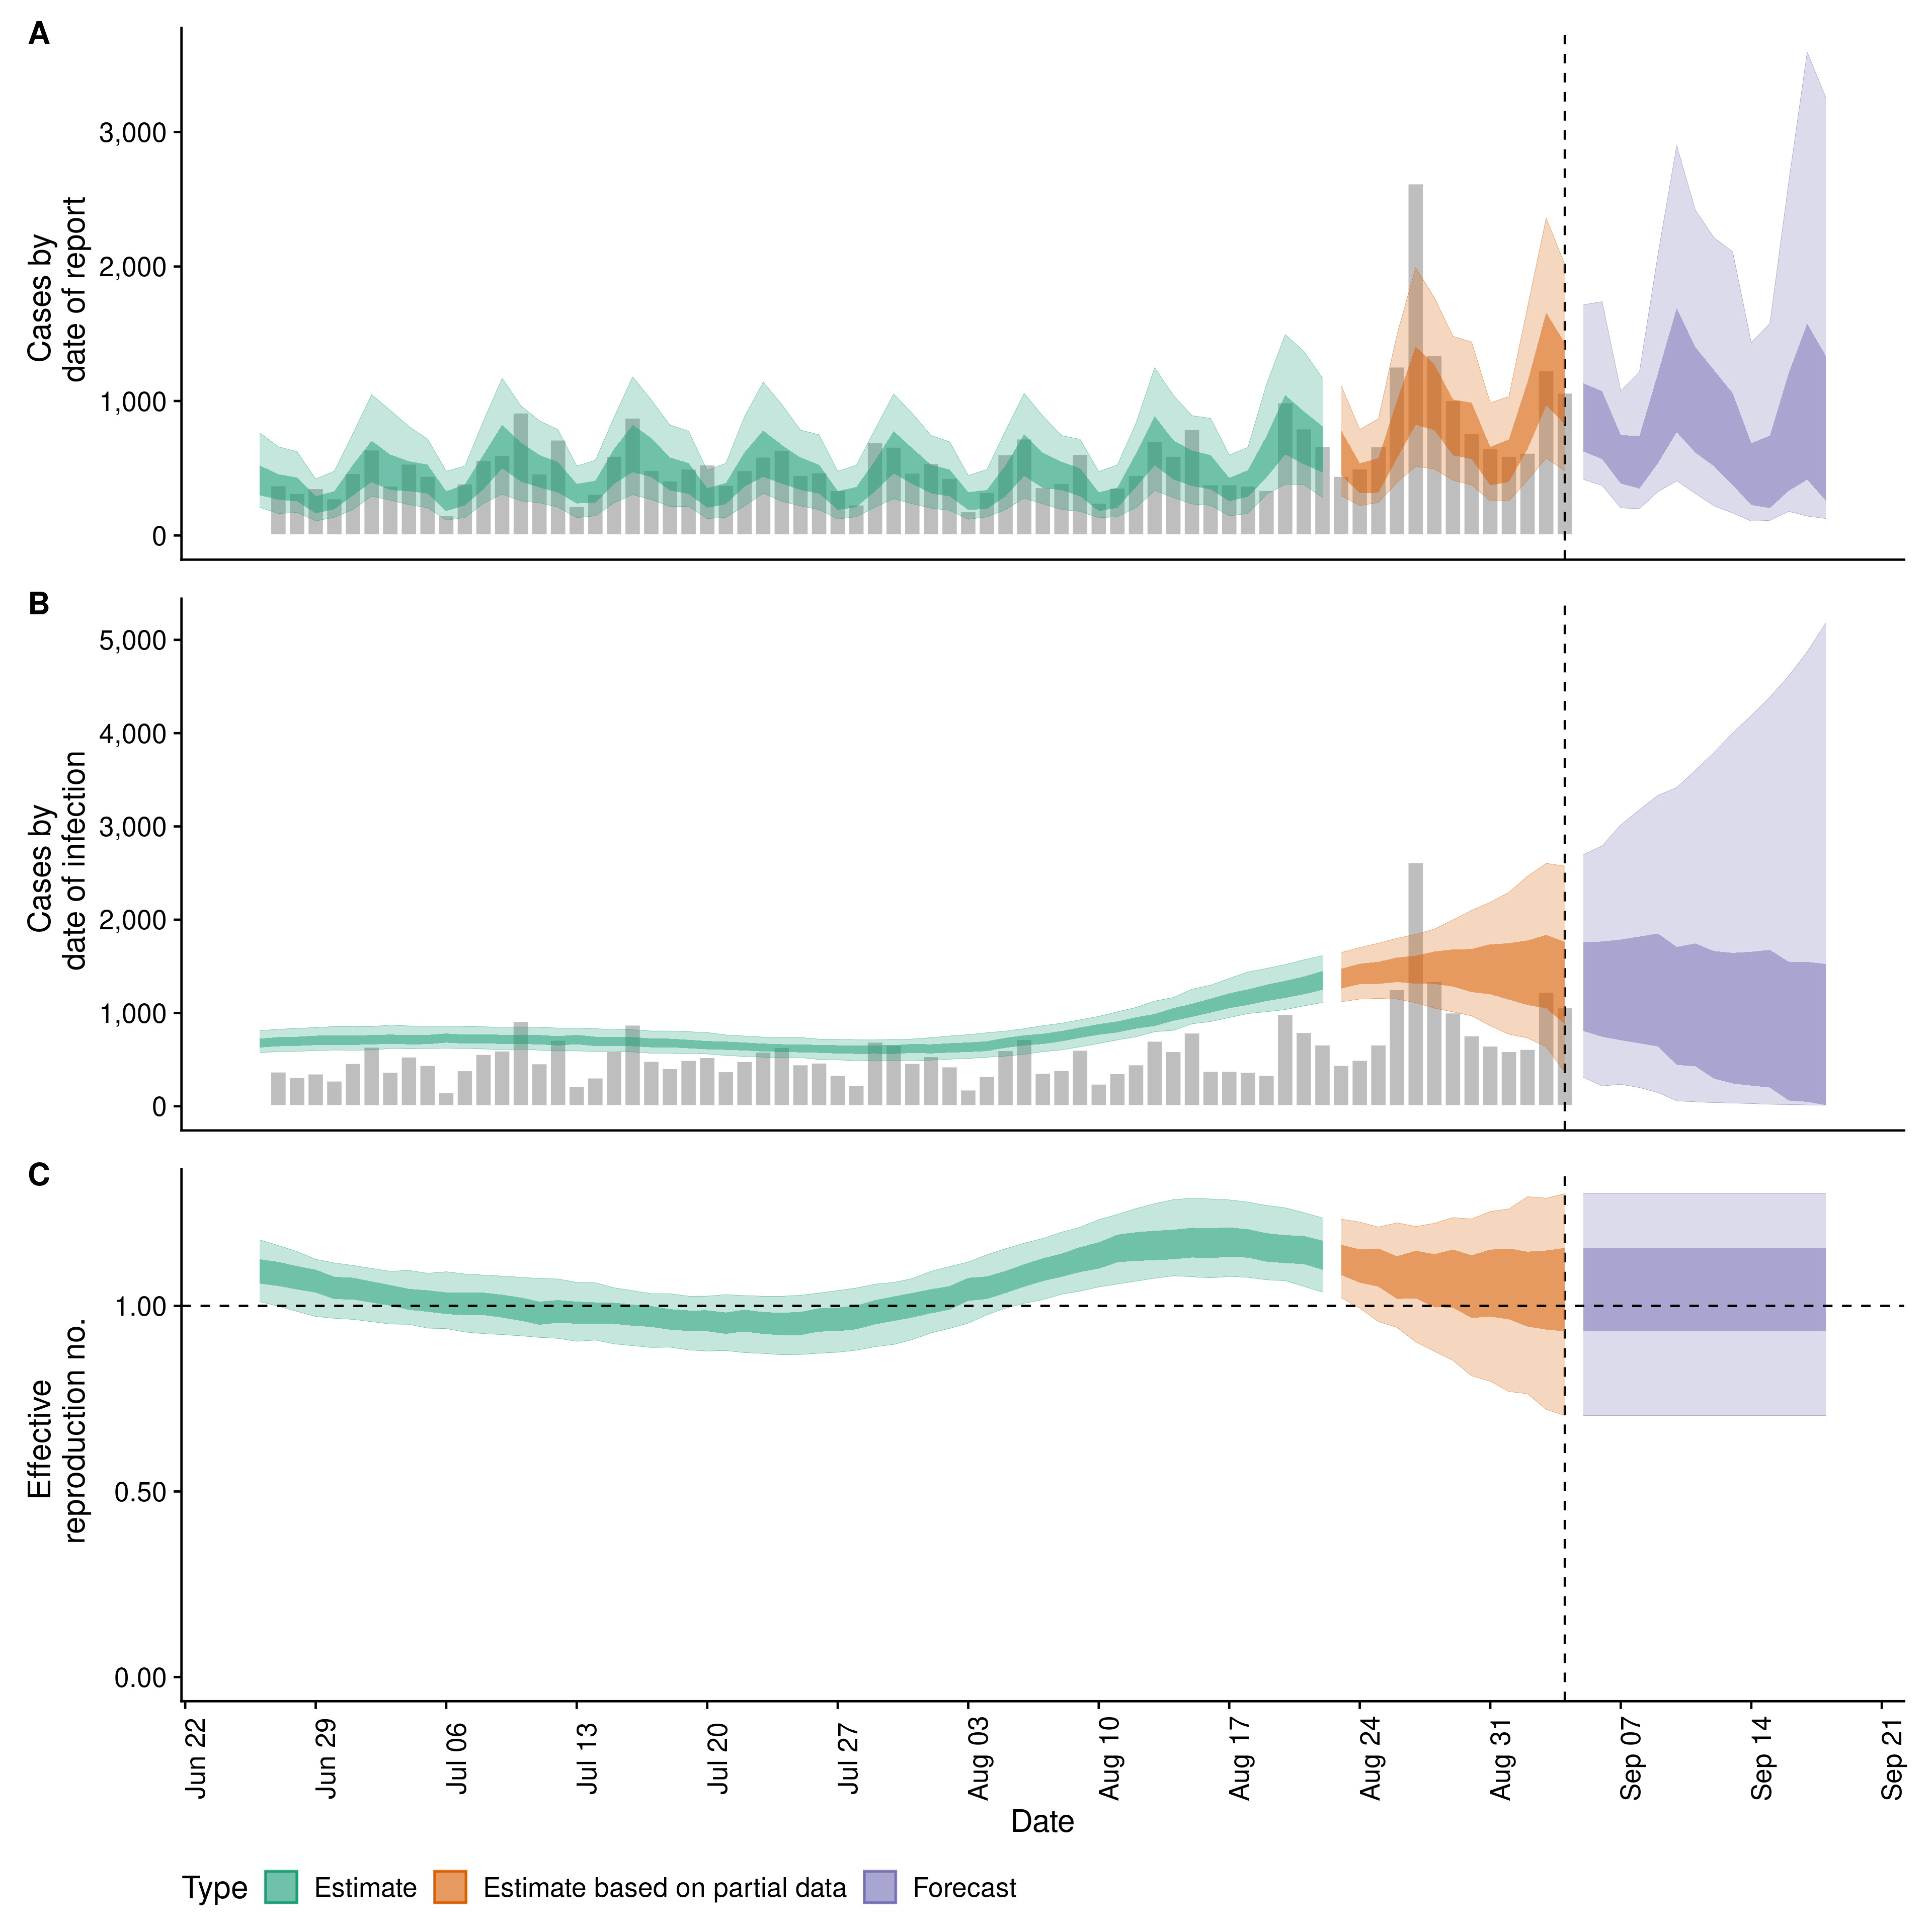 A
Cases by
date of report
3,000
2,000
1,000
0
B
Cases by
date of infection
5,000
4,000
3,000
2,000
1,000
0
C
Effective
reproduction no.
1.00
0.50
0.00
Jun 22
Jun 29
Jul 06
Jul 13
Jul 20
Jul 27
Aug 03
Aug 10
Aug 17
Aug 24
Aug 31
Sep 07
Sep 14
Sep 21
Date
Type Estimate Estimate based on partial data Forecast